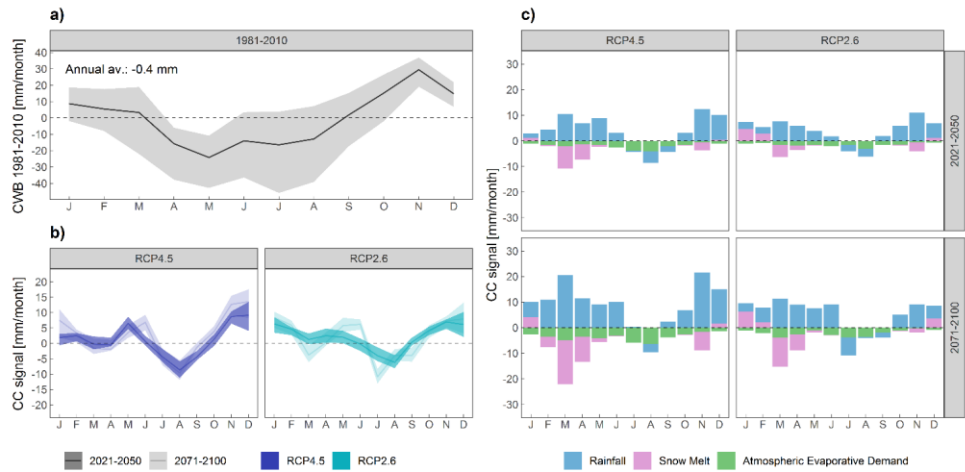 a)
1981-2010
CWB 1981-2010 [mm/month]
40
30
20
10
0
-10
-20
-30
-40
Annual av.: -0.4 mm
J F M A M J J A S O N D
b)
RCP4.5 RCP2.6
CC signal [mm/month]
20
15
10
5
0
-5
-10
-15
-20
J F M A M J J A S O N D J F M A M J J A S O N D
2021-2050 2071-2100 RCP4.5 RCP2.6
c)
RCP4.5 RCP2.6
CC signal [mm/month]
30
20
10
0
-10
-20
-30
2021-2050
30
20
10
0
-10
-20
-30
2071-2100
J F M A M J J A S O N D J F M A M J J A S O N D
Rainfall Snow Melt Atmospheric Evaporative Demand